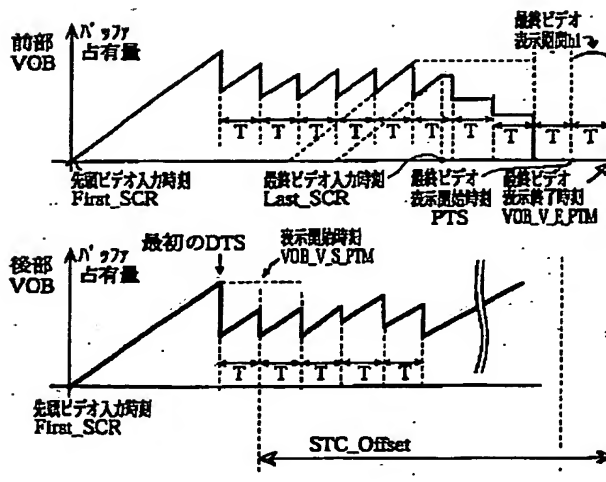 前部
VOB
バッファ
占有量
最終ビデオ
表示期間h1
T T T T T T T T T
先頭ビデオ入力時刻
First_SCR
最終ビデオ入力時刻
Last_SCR
最終ビデオ
表示開始時刻
PTS
最終ビデオ
表示終了時刻
VOB_V_E_PTM
後部
VOB
バッファ
占有量
最初のDTS
表示開始時刻
VOB_V_S_PTM
T T T T T
先頭ビデオ入力時刻
First_SCR
STC_Offset